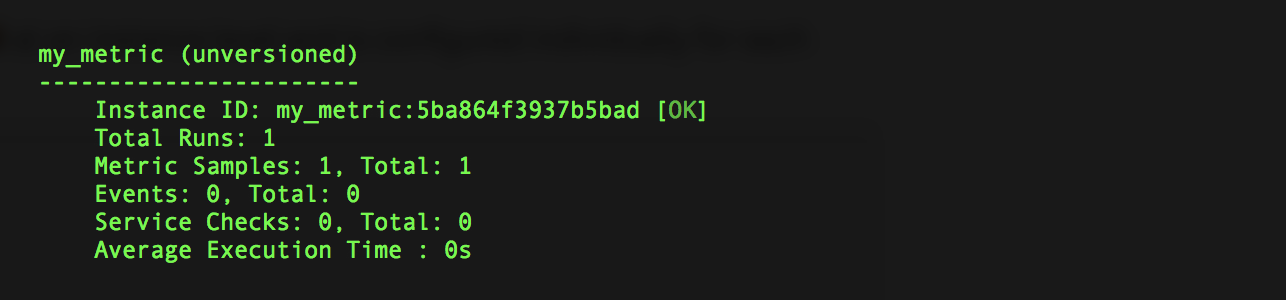 my_metric (unversioned)
-----------------------
Instance ID: my_metric:5ba864f3937b5bad [OK]
Total Runs: 1
Metric Samples: 1, Total: 1
Events: 0, Total: 0
Service Checks: 0, Total: 0
Average Execution Time : 0s